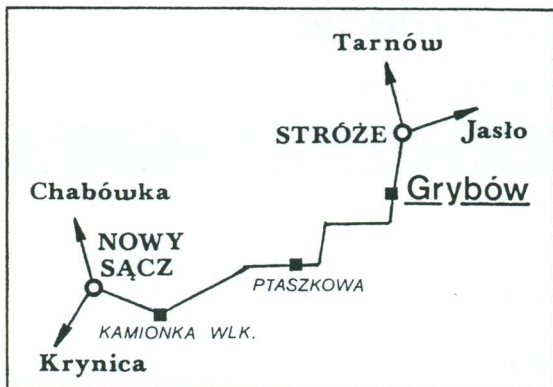 Tarnów
STRÓŻE
Jasło
Grybów
Chabówka
NOWY
SĄCZ
PTASZKOWA
KAMIONKA WLK.
Krynica